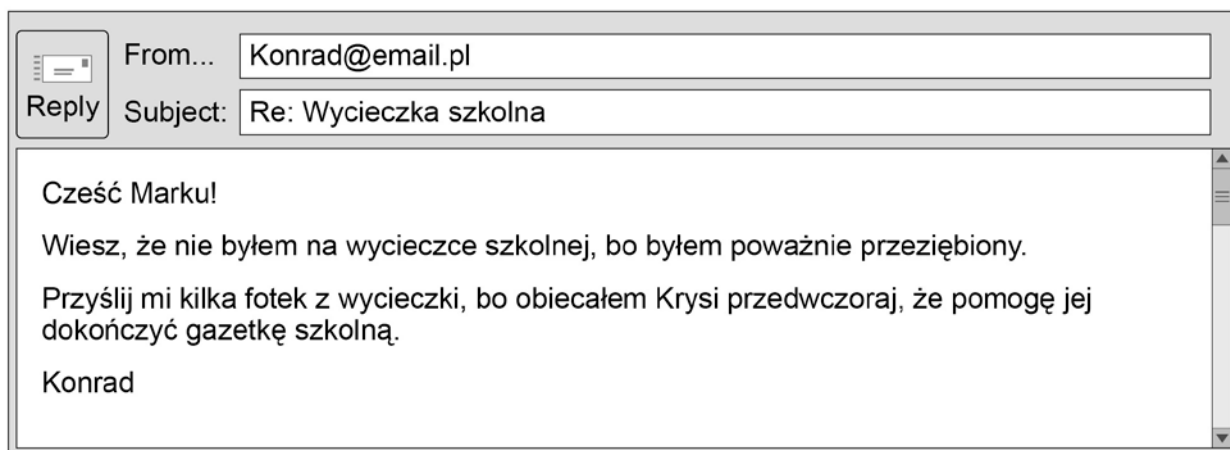 From... Konrad@email.pl
Reply
Subject: Re: Wycieczka szkolna
Cześć Marku!
Wiesz, że nie byłem na wycieczce szkolnej, bo byłem poważnie przeziębiony.
Przyślij mi kilka fotek z wycieczki, bo obiecałem Krysi przedwczoraj, że pomogę jej
dokończyć gazetkę szkolną.
Konrad